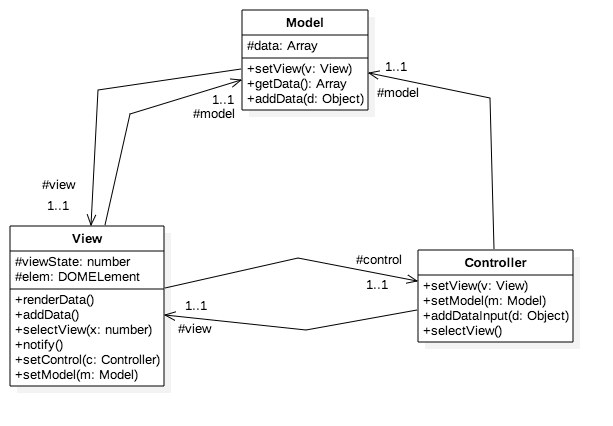 Model
#data: Array
+setView(v: View)
+getData(): Array
+addData(d: Object)
1..1
#model
1..1
#model
#view
1..1
View
#viewState: number
#elem: DOMELement
+renderData()
+addData()
+selectView(x: number)
+notify()
+setControl(c: Controller)
+setModel(m: Model)
#control
1..1
1..1
#view
Controller
+setView(v: View)
+setModel(m: Model)
+addDataInput(d: Object)
+selectView()